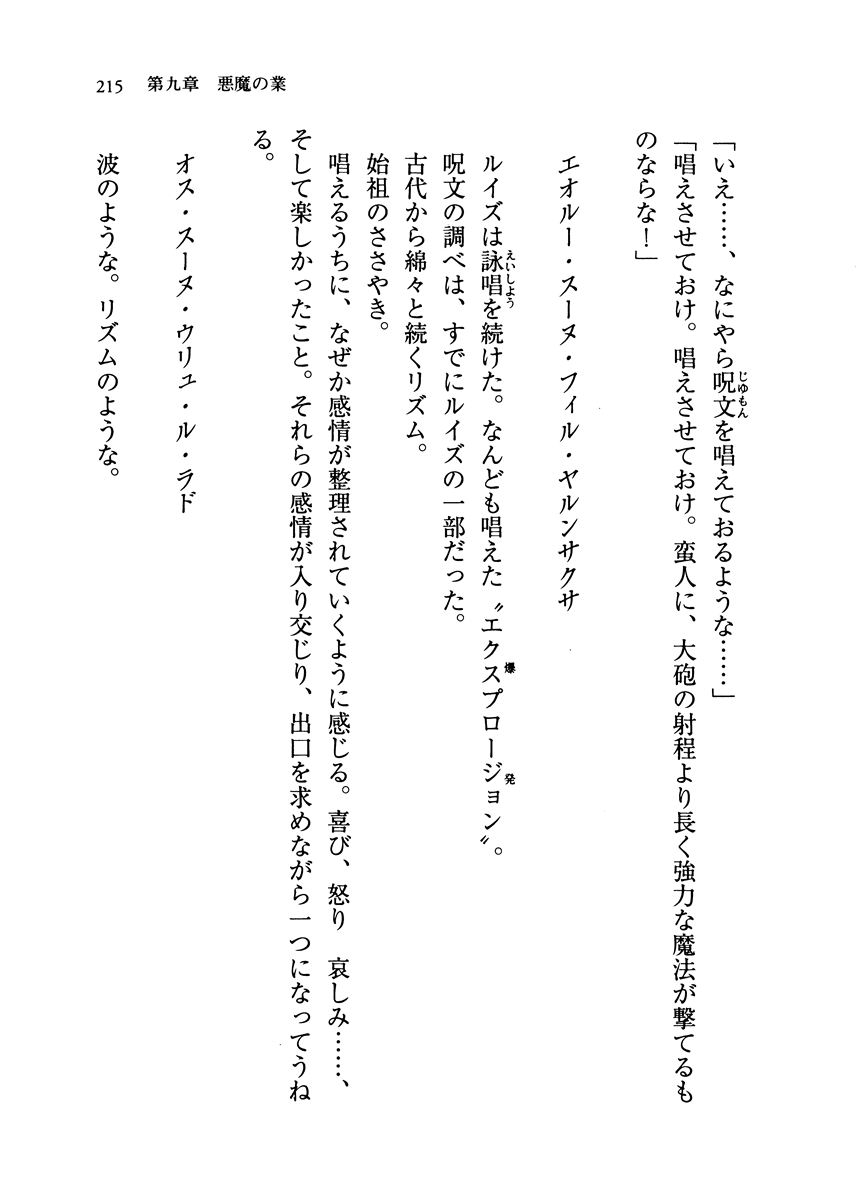 215　第九章　悪魔の業
「いえ……、なにやら呪文を唱えておるような……」
「唱えさせておけ。唱えさせておけ。蛮人に、大砲の射程より長く強力な魔法が撃てるも
のならな！」
エオルー・スーヌ・フィル・ヤルンサクサ
ルイズは詠唱を続けた。なんども唱えた〝エクスプロージョン〟。
呪文の調べは、すでにルイズの一部だった。
古代から綿々と続くリズム。
始祖のささやき。
唱えるうちに、なぜか感情が整理されていくように感じる。喜び、怒り　哀しみ……、
そして楽しかったこと。それらの感情が入り交じり、出口を求めながら一つになってうね
る。
オス・スーヌ・ウリュ・ル・ラド
波のような。リズムのような。